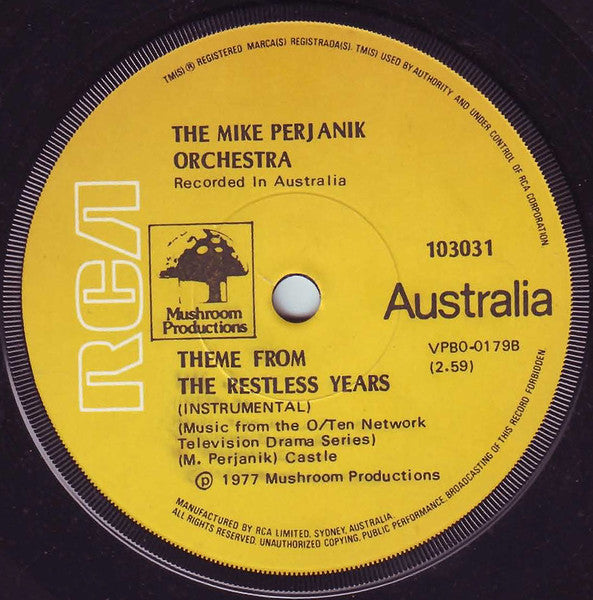 TM(S)® REGISTERED MARCA(S) REGISTRADA(S). TM(S) USED BY AUTHORITY AND UNDER CONTROL OF RCA CORPORATION
THE MIKE PERJANIK
ORCHESTRA
Recorded In Australia
RCA
Mushroom
Productions
103031
Australia
VPBO-0179B
(2.59)
THEME FROM
THE RESTLESS YEARS
(INSTRUMENTAL)
(Music from the O/Ten Network
Television Drama Series)
(M. Perjanik) Castle
℗ 1977 Mushroom Productions
MANUFACTURED BY RCA LIMITED, SYDNEY, AUSTRALIA.
ALL RIGHTS RESERVED. UNAUTHORIZED COPYING, PUBLIC PERFORMANCE, BROADCASTING OF THIS RECORD FORBIDDEN